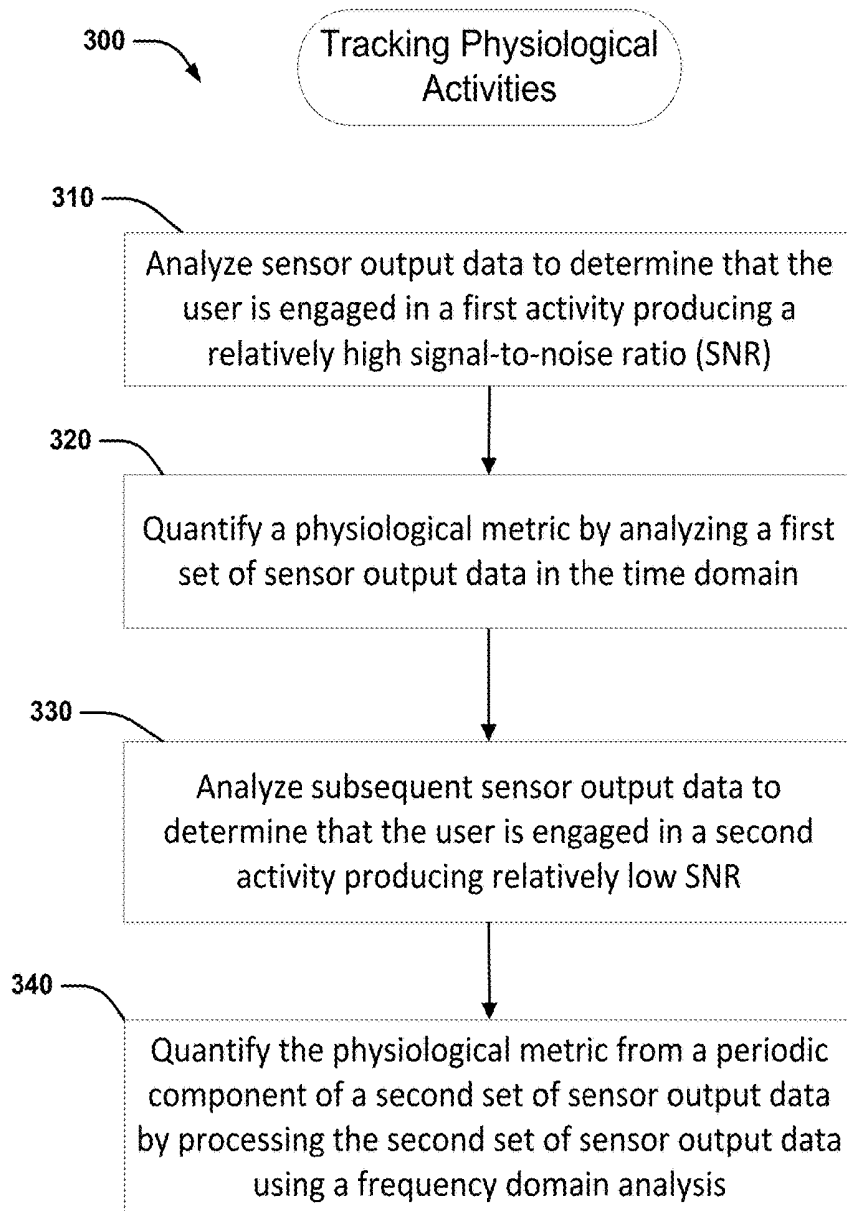 300
Tracking Physiological
Activities
310
Analyze sensor output data to determine that the
user is engaged in a first activity producing a
relatively high signal-to-noise ratio (SNR)
320
Quantify a physiological metric by analyzing a first
set of sensor output data in the time domain
330
Analyze subsequent sensor output data to
determine that the user is engaged in a second
activity producing relatively low SNR
340
Quantify the physiological metric from a periodic
component of a second set of sensor output data
by processing the second set of sensor output data
using a frequency domain analysis